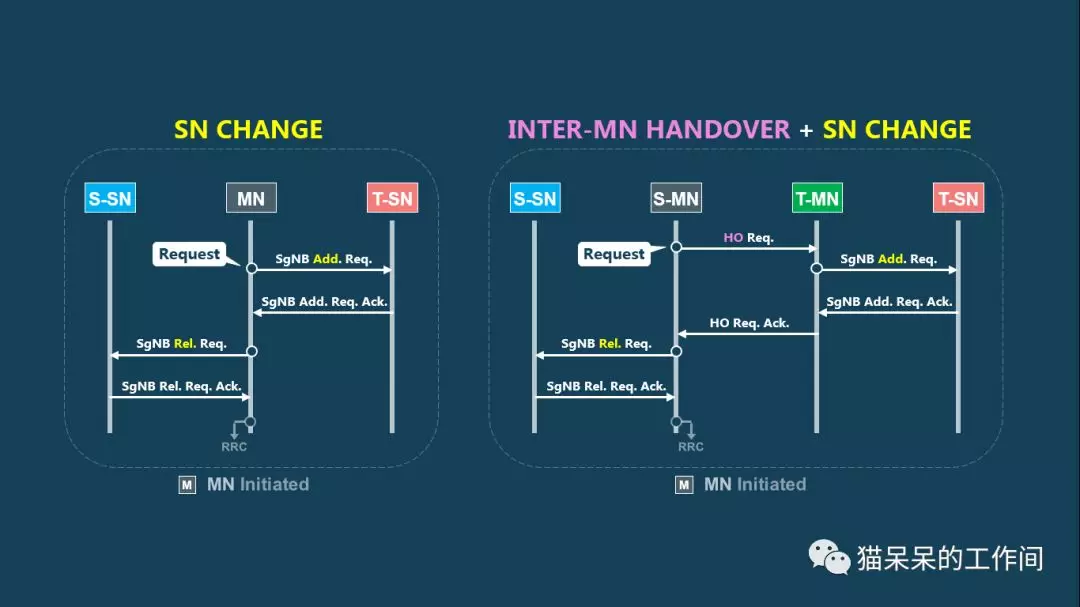 SN CHANGE
S-SN MN T-SN
Request
SgNB Add. Req.
SgNB Add. Req. Ack.
SgNB Rel. Req.
SgNB Rel. Req. Ack.
RRC
M MN Initiated
INTER-MN HANDOVER + SN CHANGE
S-SN S-MN T-MN T-SN
HO Req.
Request
SgNB Add. Req.
SgNB Add. Req. Ack.
HO Req. Ack.
SgNB Rel. Req.
SgNB Rel. Req. Ack.
RRC
M MN Initiated
猫呆呆的工作间